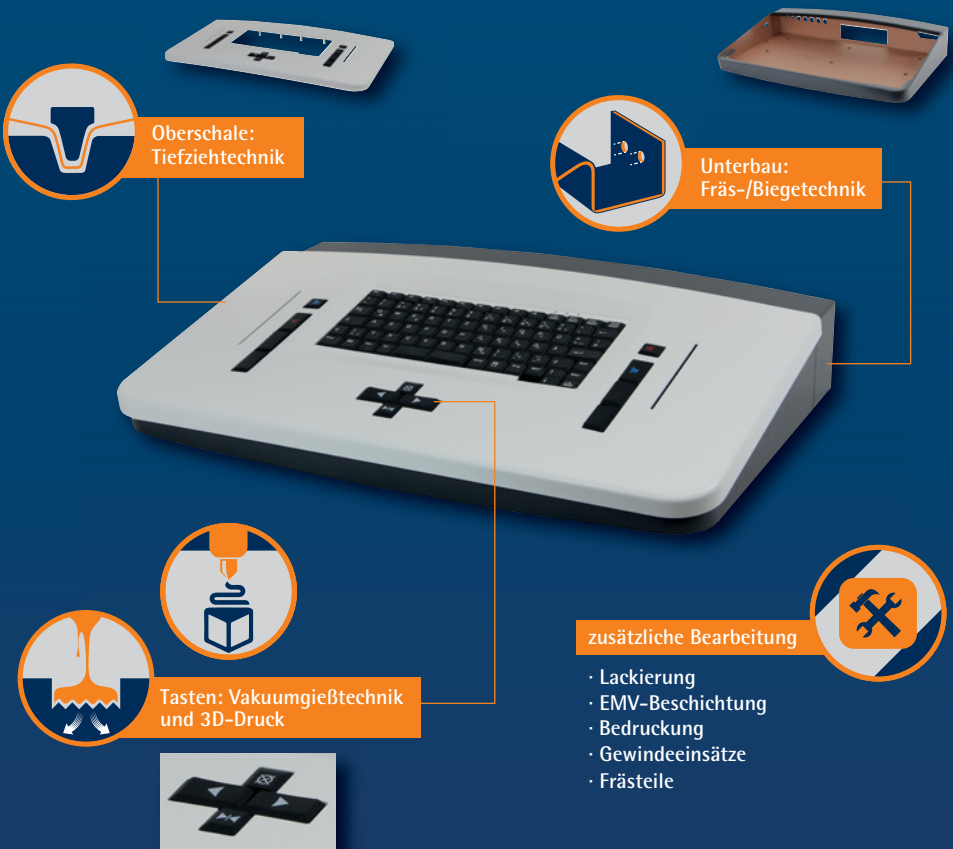 Oberschale:
Tiefziehtechnik
Unterbau:
Fräs-/Biegetechnik
Tasten: Vakuumgießtechnik
und 3D-Druck
zusätzliche Bearbeitung
· Lackierung
· EMV-Beschichtung
· Bedruckung
· Gewindeeinsätze
· Frästeile